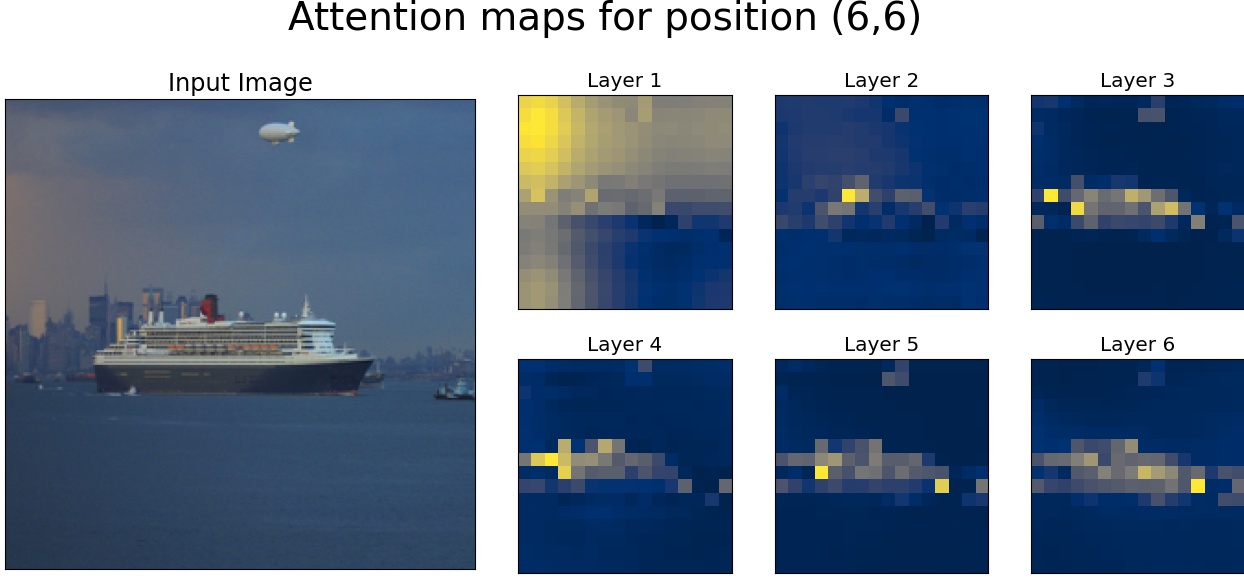 Attention maps for position (6,6)
Input Image
Layer 1
Layer 2
Layer 3
Layer 4
Layer 5
Layer 6